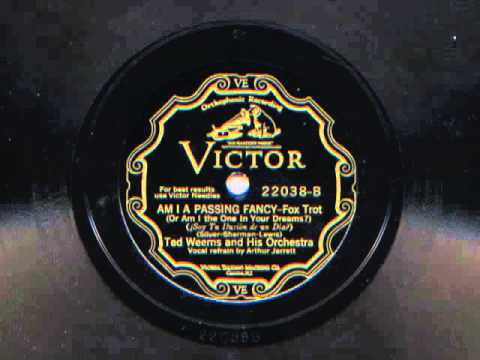 VE
Orthophonic Recording
"HIS MASTER'S VOICE"
VICTOR
For best results
use Victor Needles
22038-B
AM I A PASSING FANCY-Fox Trot
(Or Am I the One In Your Dreams?)
(¿Soy Tu Ilusión de un Día?)
(Silver-Sherman-Lewis)
Ted Weems and His Orchestra
Vocal refrain by Arthur Jarrett
Victor Talking Machine Co.
Camden, N.J.
VE
22038B